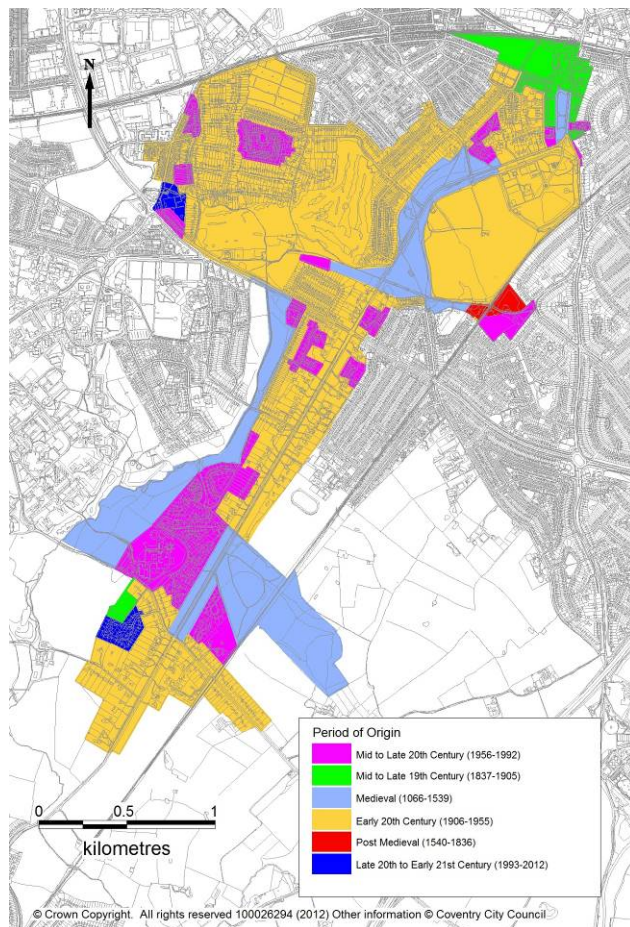 N
Period of Origin
Mid to Late 20th Century (1956-1992)
Mid to Late 19th Century (1837-1905)
Medieval (1066-1539)
Early 20th Century (1906-1955)
Post Medieval (1540-1836)
Late 20th to Early 21st Century (1993-2012)
0 0.5 1
kilometres
© Crown Copyright. All rights reserved 100026294 (2012) Other information © Coventry City Council